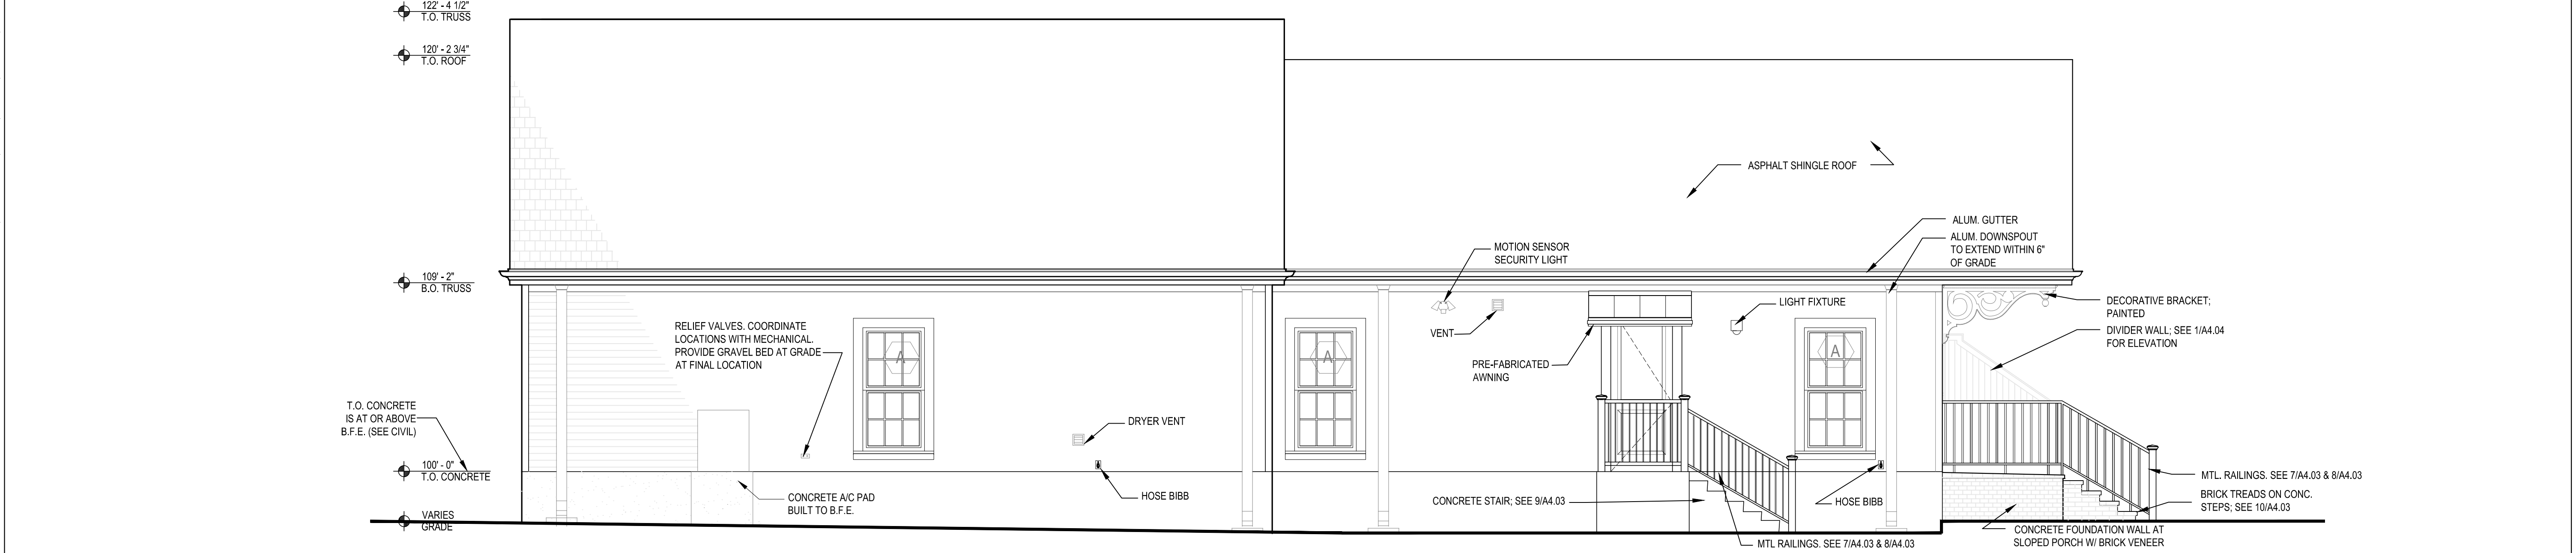 122' - 4 1/2"
T.O. TRUSS
120' - 2 3/4"
T.O. ROOF
ASPHALT SHINGLE ROOF
ALUM. GUTTER
ALUM. DOWNSPOUT
TO EXTEND WITHIN 6"
OF GRADE
MOTION SENSOR
SECURITY LIGHT
109' - 2"
B.O. TRUSS
LIGHT FIXTURE
DECORATIVE BRACKET;
PAINTED
VENT
DIVIDER WALL; SEE 1/A4.04
FOR ELEVATION
RELIEF VALVES. COORDINATE
LOCATIONS WITH MECHANICAL.
PROVIDE GRAVEL BED AT GRADE
AT FINAL LOCATION
A
A
A
PRE-FABRICATED
AWNING
T.O. CONCRETE
IS AT OR ABOVE
B.F.E. (SEE CIVIL)
DRYER VENT
100' - 0"
T.O. CONCRETE
MTL. RAILINGS. SEE 7/A4.03 & 8/A4.03
CONCRETE A/C PAD
BUILT TO B.F.E.
HOSE BIBB
CONCRETE STAIR; SEE 9/A4.03
HOSE BIBB
BRICK TREADS ON CONC.
STEPS; SEE 10/A4.03
VARIES
GRADE
MTL RAILINGS. SEE 7/A4.03 & 8/A4.03
CONCRETE FOUNDATION WALL AT
SLOPED PORCH W/ BRICK VENEER